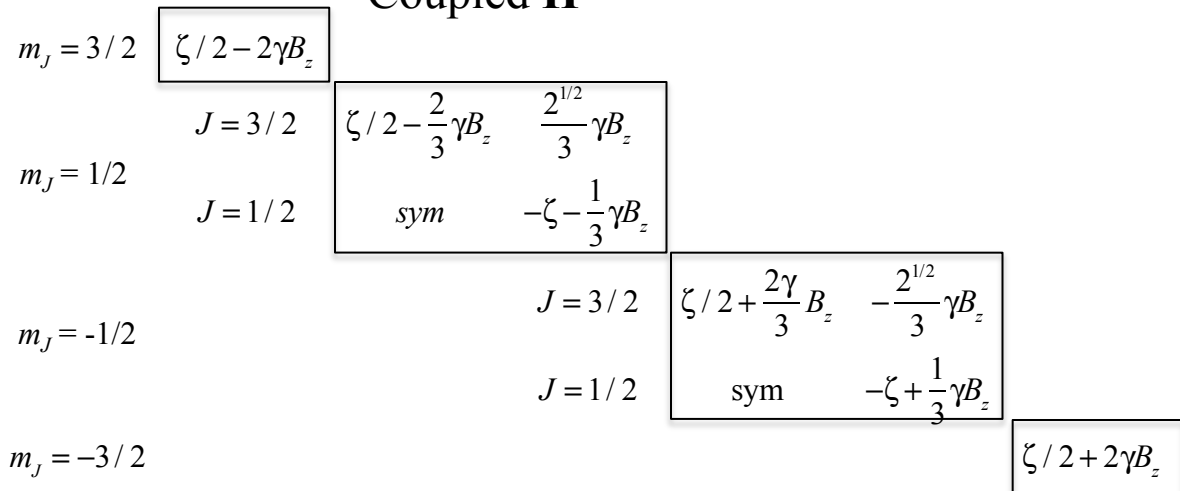 Coupled H
m_J = 3/2 ζ/2 − 2γB_z
J = 3/2 ζ/2 − 2/3 γB_z 2^{1/2}/3 γB_z
m_J = 1/2
J = 1/2 sym −ζ − 1/3 γB_z
J = 3/2 ζ/2 + 2γ/3 B_z − 2^{1/2}/3 γB_z
m_J = -1/2
J = 1/2 sym −ζ + 1/3 γB_z
m_J = −3/2 ζ/2 + 2γB_z